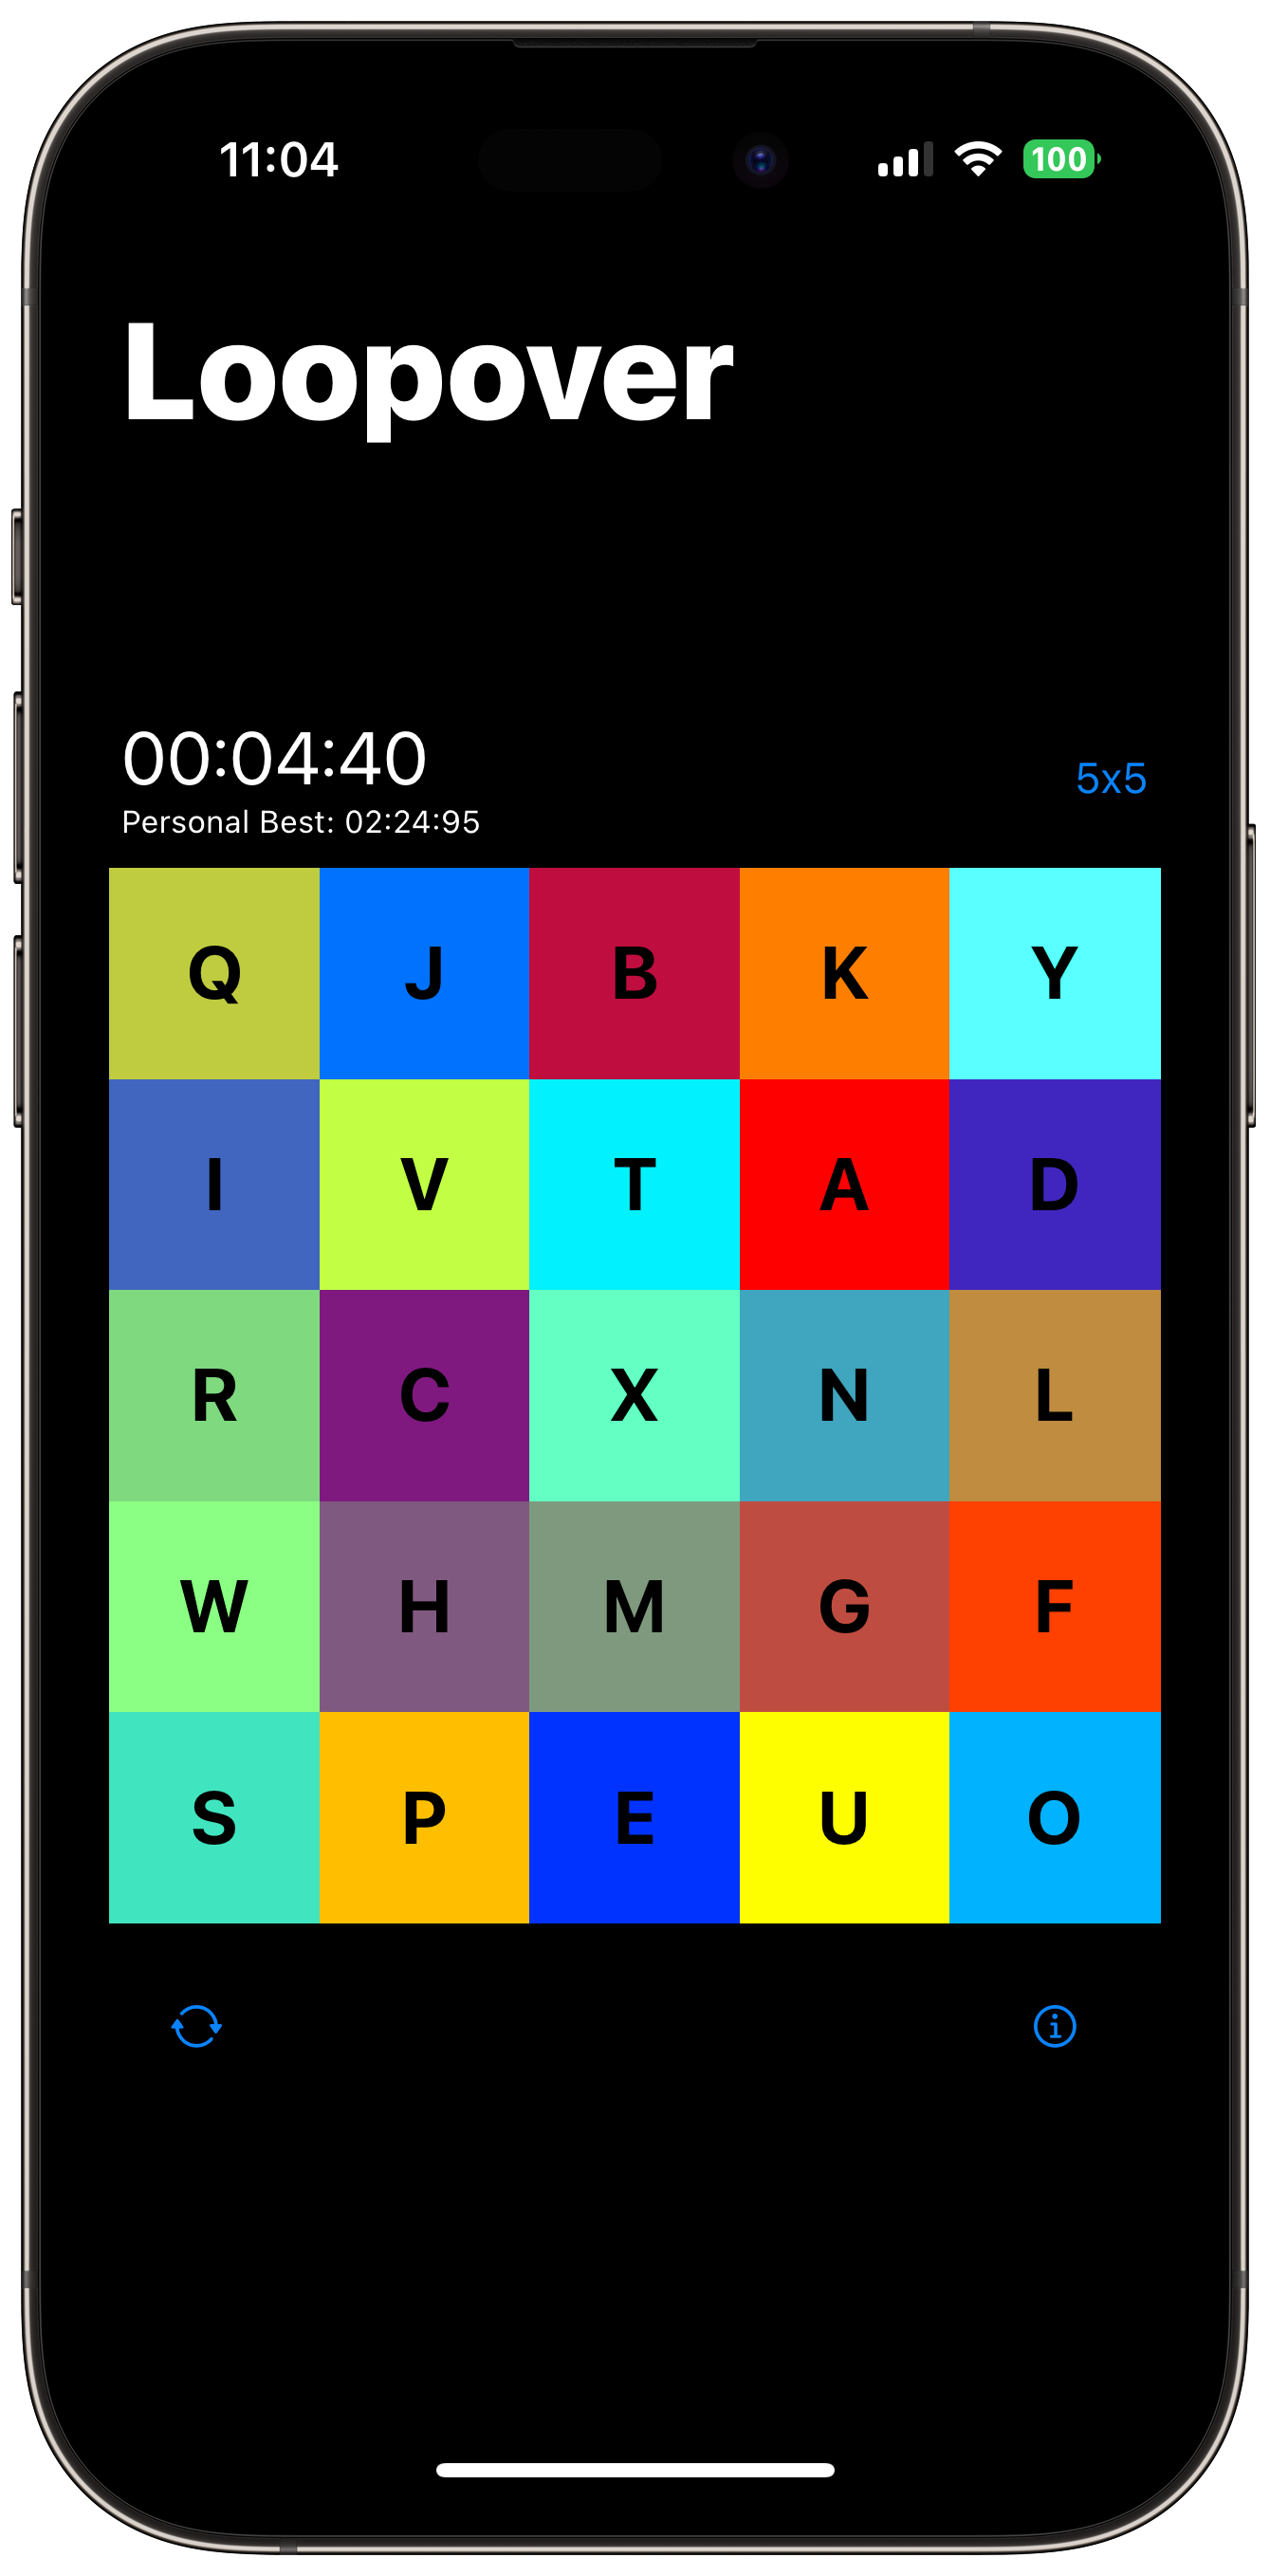 11:04
100
Loopover
00:04:40
5x5
Personal Best: 02:24:95
Q J B K Y
I V T A D
R C X N L
W H M G F
S P E U O